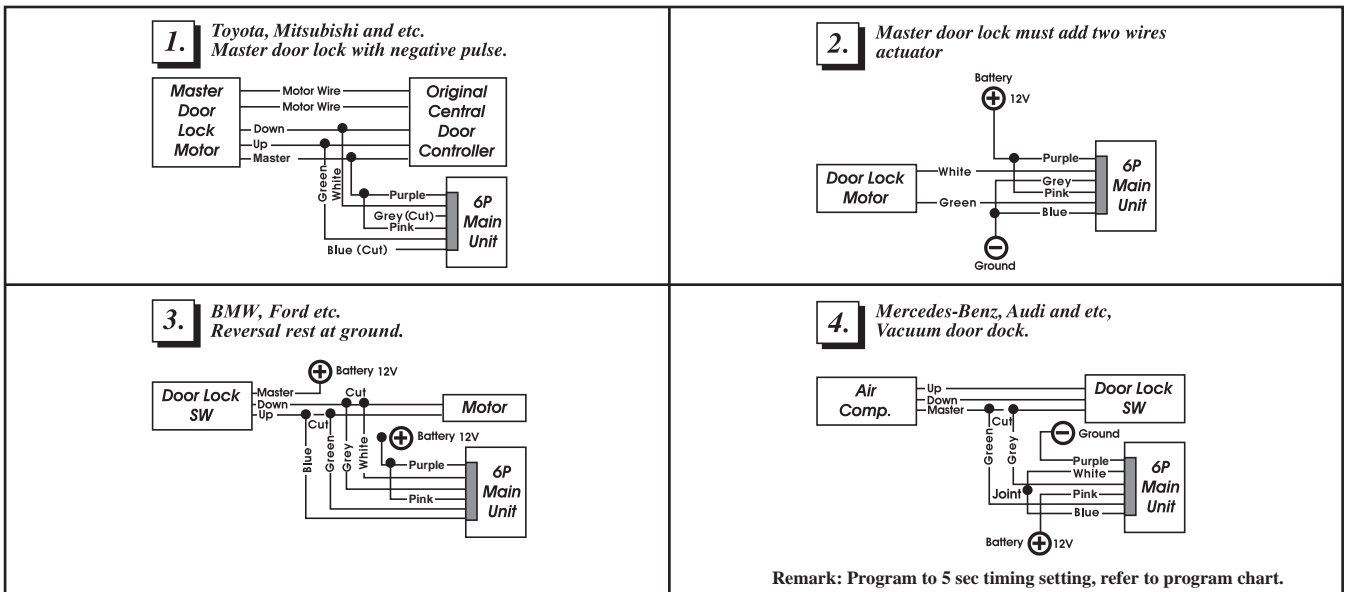 1.
Toyota, Mitsubishi and etc.
Master door lock with negative pulse.
Master
Door
Lock
Motor
Motor Wire
Motor Wire
Down
Up
Master
Original
Central
Door
Controller
Green
White
Purple
Grey (Cut)
Pink
Blue (Cut)
6P
Main
Unit
2.
Master door lock must add two wires
actuator
Battery
12V
Door Lock
Motor
White
Green
Purple
Grey
Pink
Blue
6P
Main
Unit
Ground
3.
BMW, Ford etc.
Reversal rest at ground.
Battery 12V
Door Lock
SW
Master
Down
Up
Cut
Cut
Motor
Blue
Green
Grey
White
Battery 12V
Purple
Pink
6P
Main
Unit
4.
Mercedes-Benz, Audi and etc,
Vacuum door dock.
Air
Comp.
Up
Down
Master
Cut
Door Lock
SW
Green
Grey
Ground
Purple
White
Joint
Pink
Blue
6P
Main
Unit
Battery 12V
Remark: Program to 5 sec timing setting, refer to program chart.